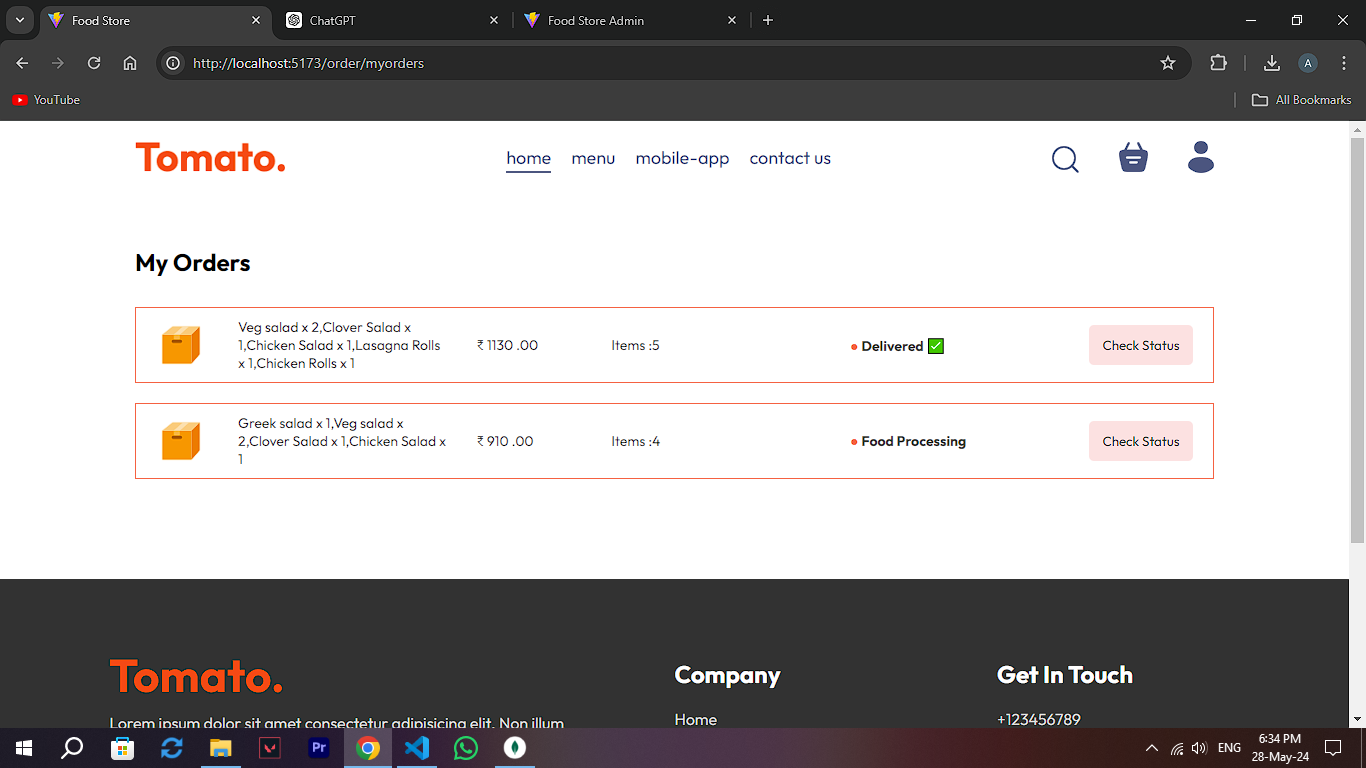 Food Store
ChatGPT
Food Store Admin
http://localhost:5173/order/myorders
A
YouTube
All Bookmarks
Tomato.
home menu mobile-app contact us
My Orders
Veg salad x 2,Clover Salad x
1,Chicken Salad x 1,Lasagna Rolls
x 1,Chicken Rolls x 1
₹ 1130 .00
Items :5
Delivered ✅
Check Status
Greek salad x 1,Veg salad x
2,Clover Salad x 1,Chicken Salad x
1
₹ 910 .00
Items :4
Food Processing
Check Status
Tomato.
Lorem ipsum dolor sit amet consectetur adipisicing elit. Non illum
Company
Home
Get In Touch
+123456789
Pr
ENG
6:34 PM
28-May-24